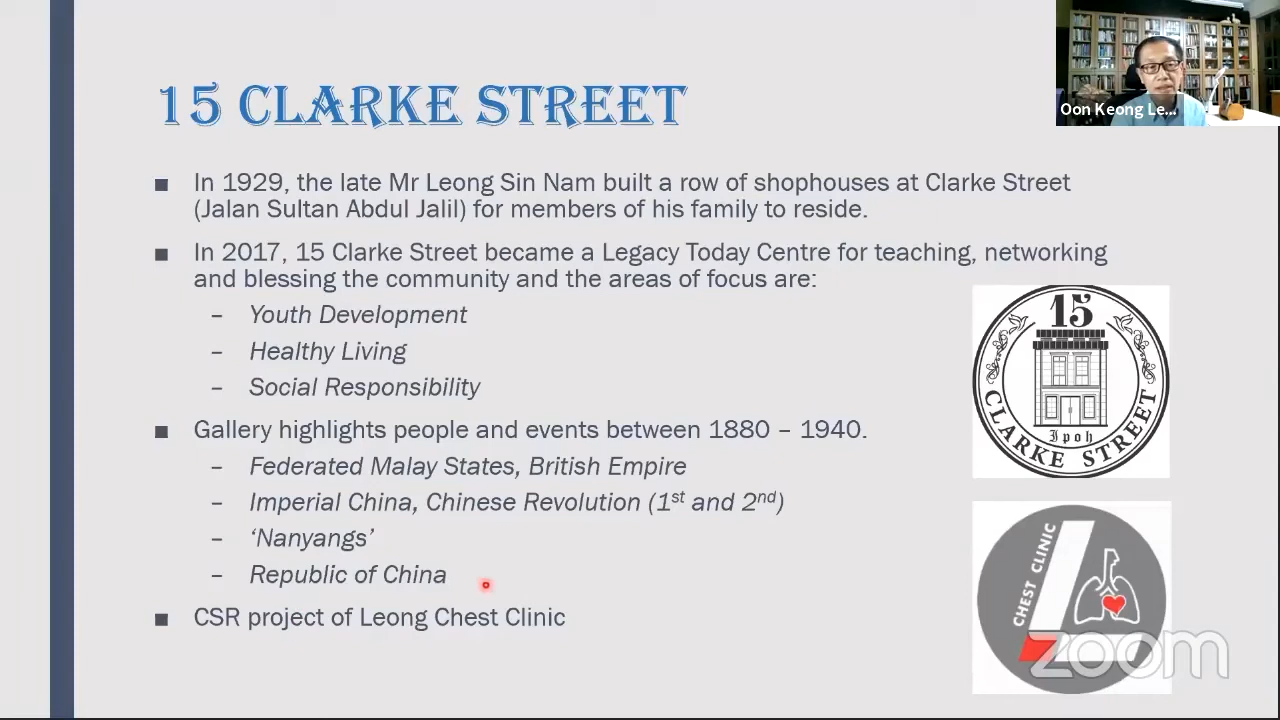 15 CLARKE STREET
Oon Keong Le...
■ In 1929, the late Mr Leong Sin Nam built a row of shophouses at Clarke Street
(Jalan Sultan Abdul Jalil) for members of his family to reside.
■ In 2017, 15 Clarke Street became a Legacy Today Centre for teaching, networking
and blessing the community and the areas of focus are:
– Youth Development
– Healthy Living
– Social Responsibility
■ Gallery highlights people and events between 1880 – 1940.
– Federated Malay States, British Empire
– Imperial China, Chinese Revolution (1st and 2nd)
– ‘Nanyangs’
– Republic of China
■ CSR project of Leong Chest Clinic
15
Ipoh
CLARKE STREET
CHEST CLINIC
zoom